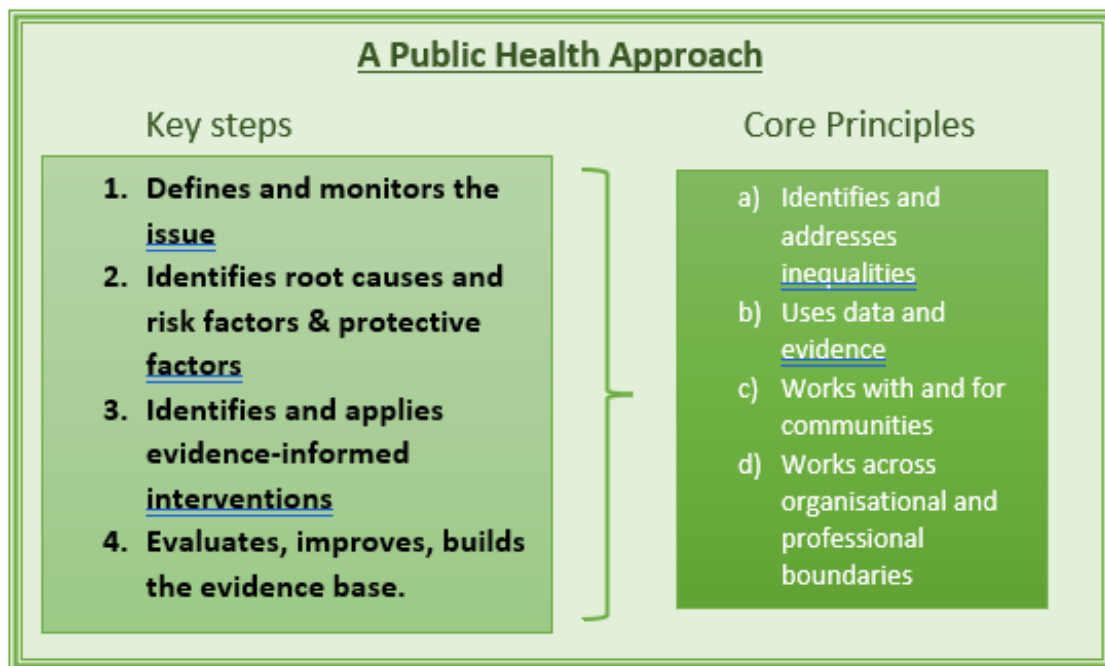 A Public Health Approach
Key steps
1. Defines and monitors the
issue
2. Identifies root causes and
risk factors & protective
factors
3. Identifies and applies
evidence-informed
interventions
4. Evaluates, improves, builds
the evidence base.
Core Principles
a) Identifies and
addresses
inequalities
b) Uses data and
evidence
c) Works with and for
communities
d) Works across
organisational and
professional
boundaries